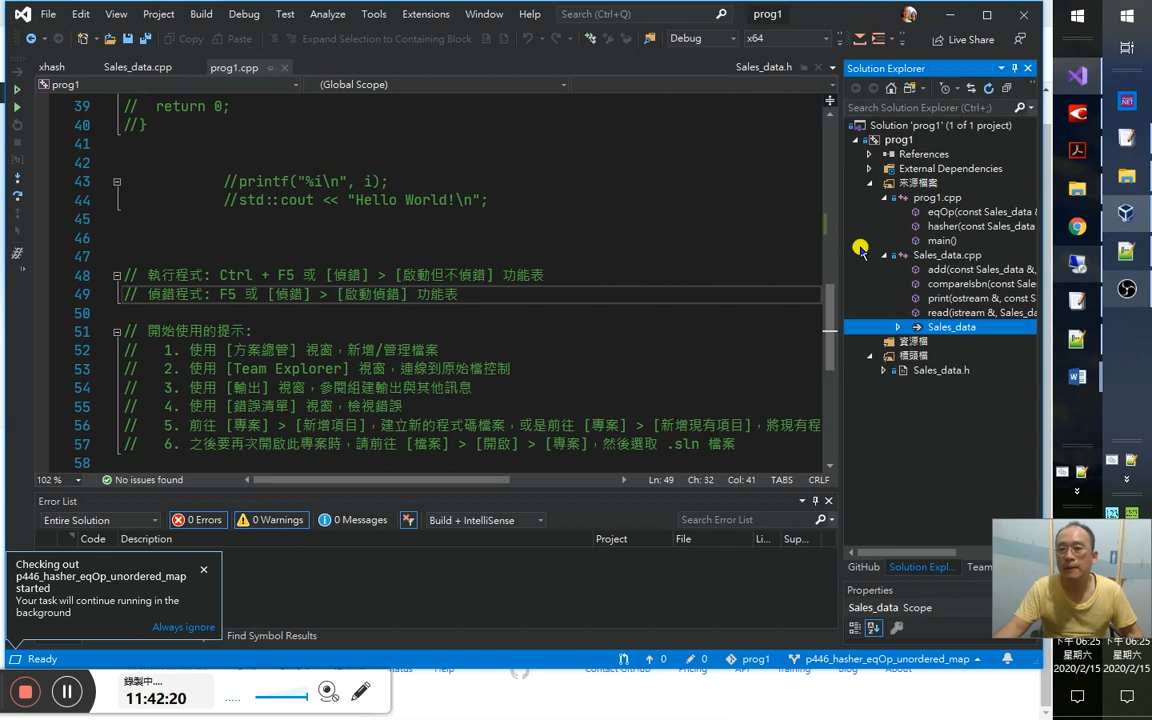 File Edit View Git Project Build Debug Test Analyze Tools Extensions Window Help Search (Ctrl+Q) prog1
Copy Paste Expand Selection to Containing Block Debug x64 Live Share
xhash Sales_data.cpp prog1.cpp Sales_data.h
prog1 (Global Scope)
39 // return 0;
40 //}
41
42
43 //printf("%i\n", i);
44 //std::cout << "Hello World!\n";
45
46
47
48 // 執行程式: Ctrl + F5 或 [偵錯] > [啟動但不偵錯] 功能表
49 // 偵錯程式: F5 或 [偵錯] > [啟動偵錯] 功能表
50
51 // 開始使用的提示:
52 // 1. 使用 [方案總管] 視窗，新增/管理檔案
53 // 2. 使用 [Team Explorer] 視窗，連線到原始檔控制
54 // 3. 使用 [輸出] 視窗，參閱組建輸出與其他訊息
55 // 4. 使用 [錯誤清單] 視窗，檢視錯誤
56 // 5. 前往 [專案] > [新增項目]，建立新的程式碼檔案，或是前往 [專案] > [新增現有項目]，將現有程
57 // 6. 之後要再次開啟此專案時，請前往 [檔案] > [開啟] > [專案]，然後選取 .sln 檔案
58
102 % No issues found Ln: 49 Ch: 32 Col: 41 TABS CRLF
Error List
Entire Solution 0 Errors 0 Warnings 0 Messages Build + IntelliSense Search Error List
Code Description Project File Li... Sup...
Checking out
p446_hasher_eqOp_unordered_map
started
Your task will continue running in the
background
Always ignore
Find Symbol Results
Solution Explorer
Search Solution Explorer (Ctrl+;)
Solution 'prog1' (1 of 1 project)
prog1
References
External Dependencies
來源檔案
prog1.cpp
eqOp(const Sales_data &
hasher(const Sales_data
main()
Sales_data.cpp
add(const Sales_data &,
compareIsbn(const Sales
print(ostream &, const S
read(istream &, Sales_da
Sales_data
資源檔
標頭檔
Sales_data.h
GitHub Solution Expl... Team
Properties
Sales_data Scope
Ready 0 0 prog1 p446_hasher_eqOp_unordered_map
錄製中....
11:42:20
下午 06:25
星期六
2020/2/15
下午 06:25
星期六
2020/2/15